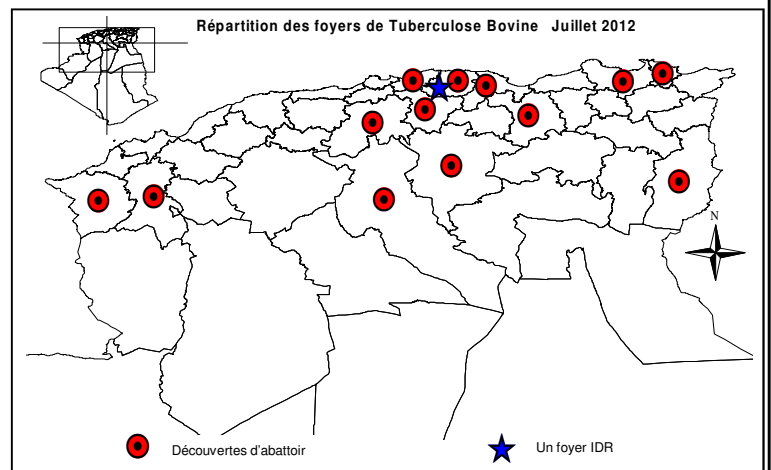 Répartition des foyers de Tuberculose Bovine Juillet 2012
N
Découvertes d'abattoir
Un foyer IDR